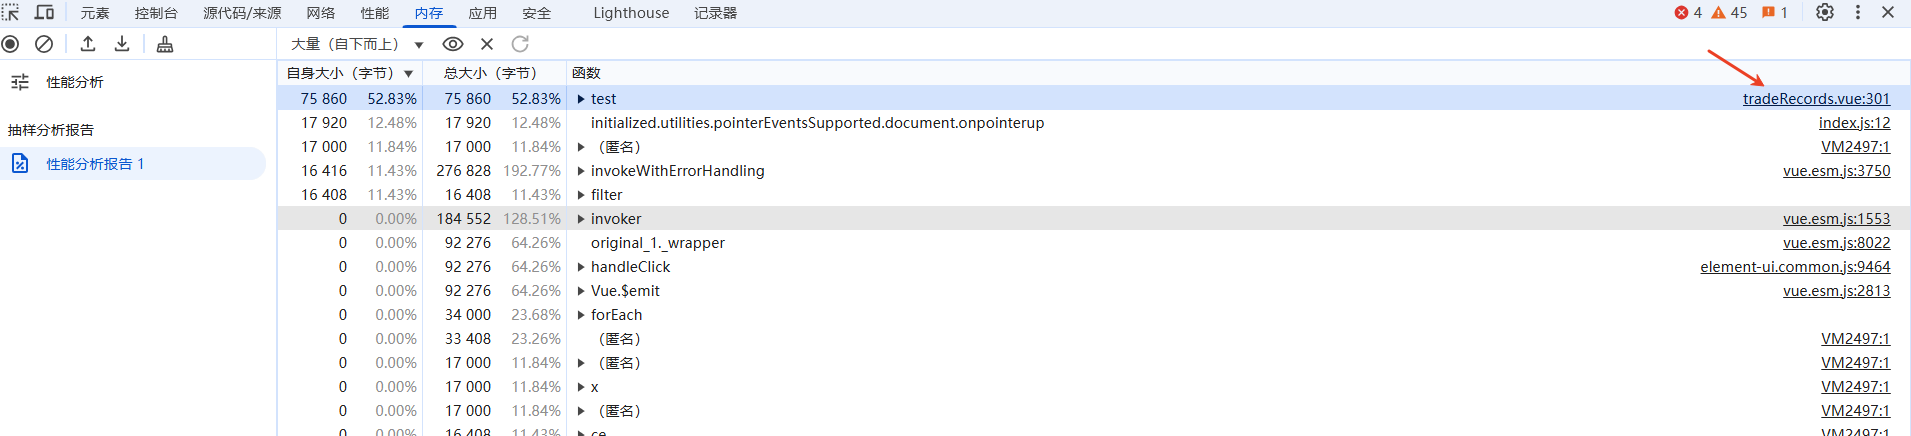 元素 控制台 源代码/来源 网络 性能 内存 应用 安全 Lighthouse 记录器 4 45 1
大量（自下而上）
性能分析
抽样分析报告
性能分析报告 1
自身大小（字节） 总大小（字节） 函数
75 860 52.83% 75 860 52.83% test tradeRecords.vue:301
17 920 12.48% 17 920 12.48% initialized.utilities.pointerEventsSupported.document.onpointerup index.js:12
17 000 11.84% 17 000 11.84% （匿名） VM2497:1
16 416 11.43% 276 828 192.77% invokeWithErrorHandling vue.esm.js:3750
16 408 11.43% 16 408 11.43% filter
0 0.00% 184 552 128.51% invoker vue.esm.js:1553
0 0.00% 92 276 64.26% original_1._wrapper vue.esm.js:8022
0 0.00% 92 276 64.26% handleClick element-ui.common.js:9464
0 0.00% 92 276 64.26% Vue.$emit vue.esm.js:2813
0 0.00% 34 000 23.68% forEach
0 0.00% 33 408 23.26% （匿名） VM2497:1
0 0.00% 17 000 11.84% （匿名） VM2497:1
0 0.00% 17 000 11.84% x VM2497:1
0 0.00% 17 000 11.84% （匿名） VM2497:1
0 0.00% 16 408 11.43% ce VM2497:1